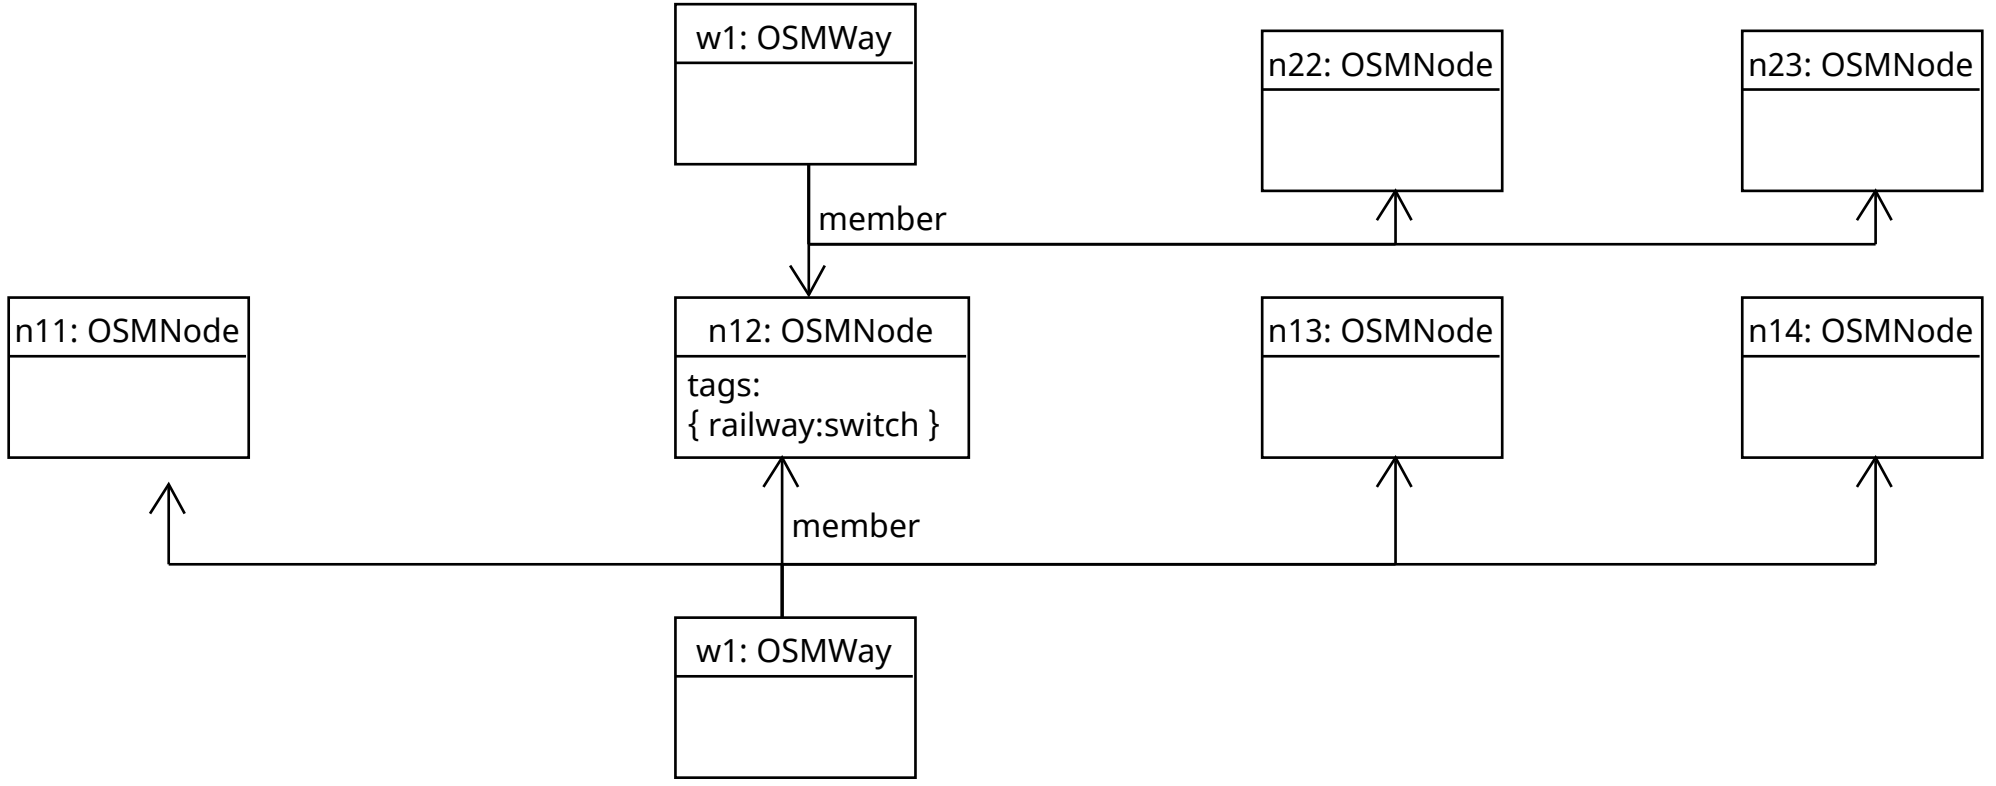 w1: OSMWay
n22: OSMNode
n23: OSMNode
member
n11: OSMNode
n12: OSMNode
tags:
{ railway:switch }
n13: OSMNode
n14: OSMNode
member
w1: OSMWay